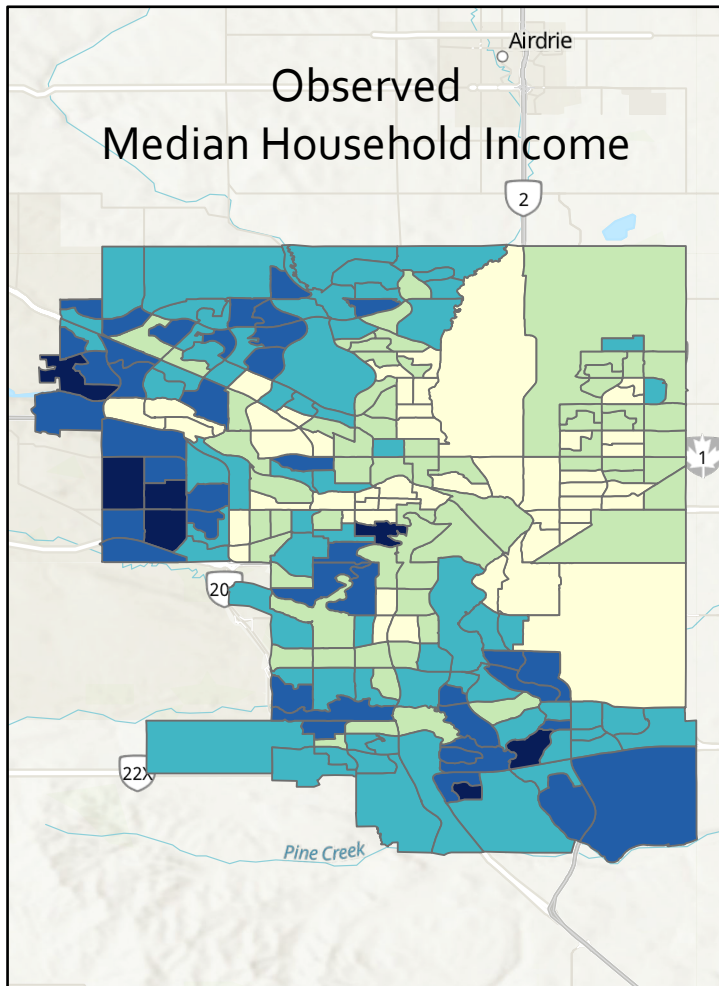 Airdrie
Observed
Median Household Income
2
1
20
22X
Pine Creek